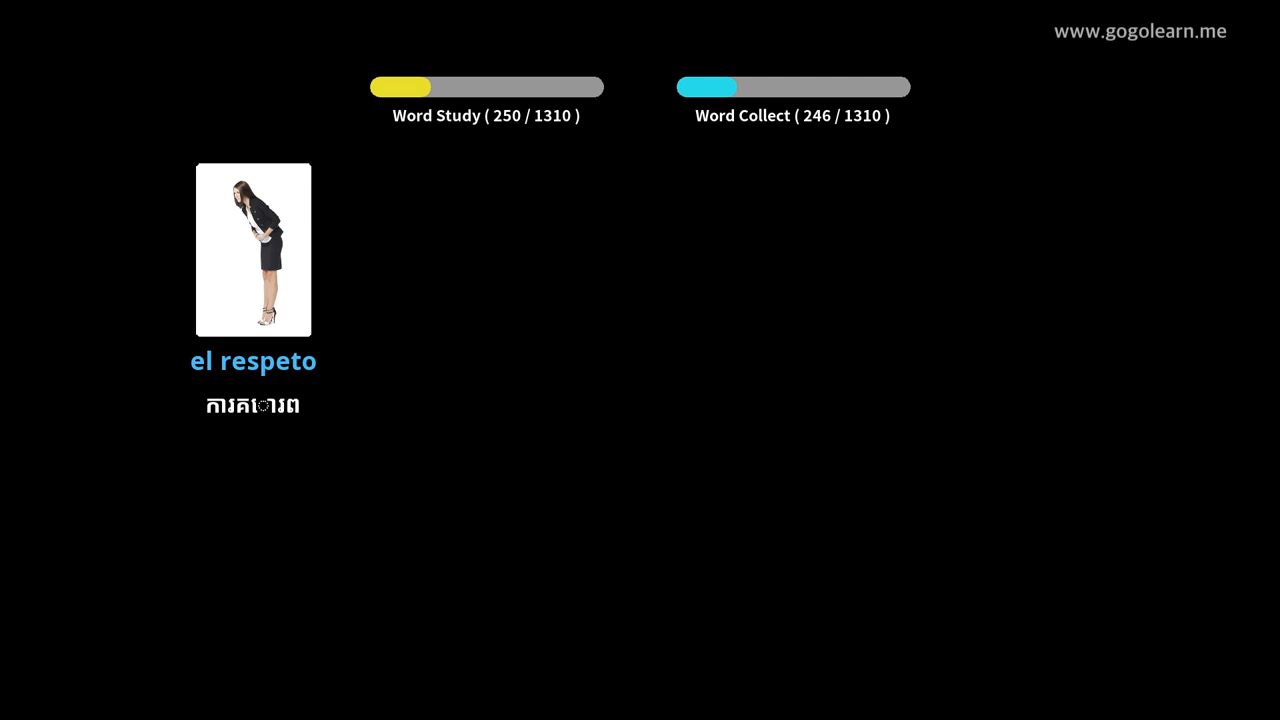 www.gogolearn.me
Word Study ( 250 / 1310 )
Word Collect ( 246 / 1310 )
el respeto
ការគោរព